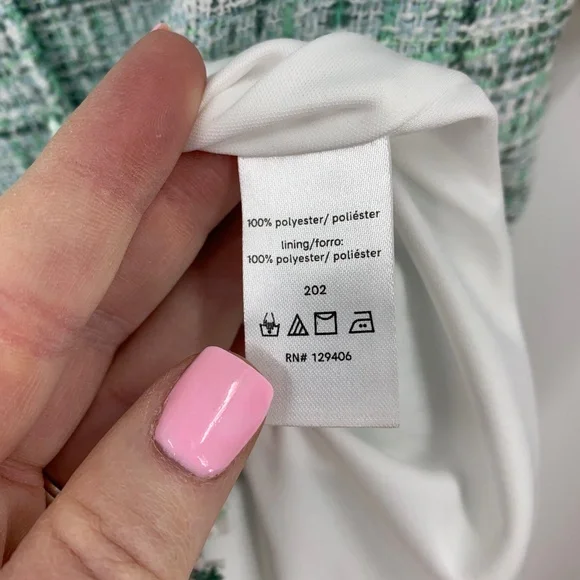 100% polyester/ poliéster
lining/forro:
100% polyester/ poliéster
202
RN# 129406